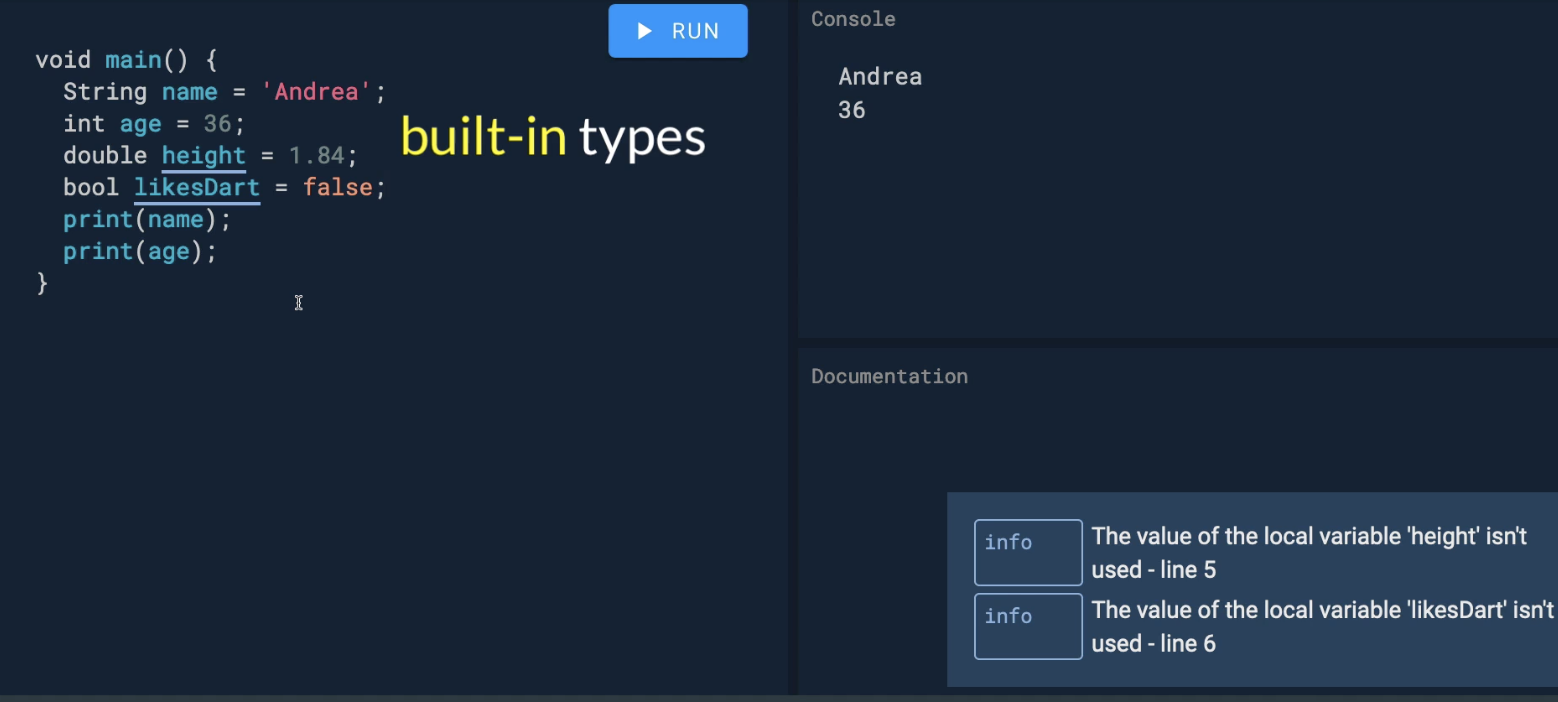 RUN
void main() {
  String name = 'Andrea';
  int age = 36;
  double height = 1.84;
  bool likesDart = false;
  print(name);
  print(age);
}
built-in types
Console
Andrea
36
Documentation
info
The value of the local variable 'height' isn't
used - line 5
info
The value of the local variable 'likesDart' isn't
used - line 6